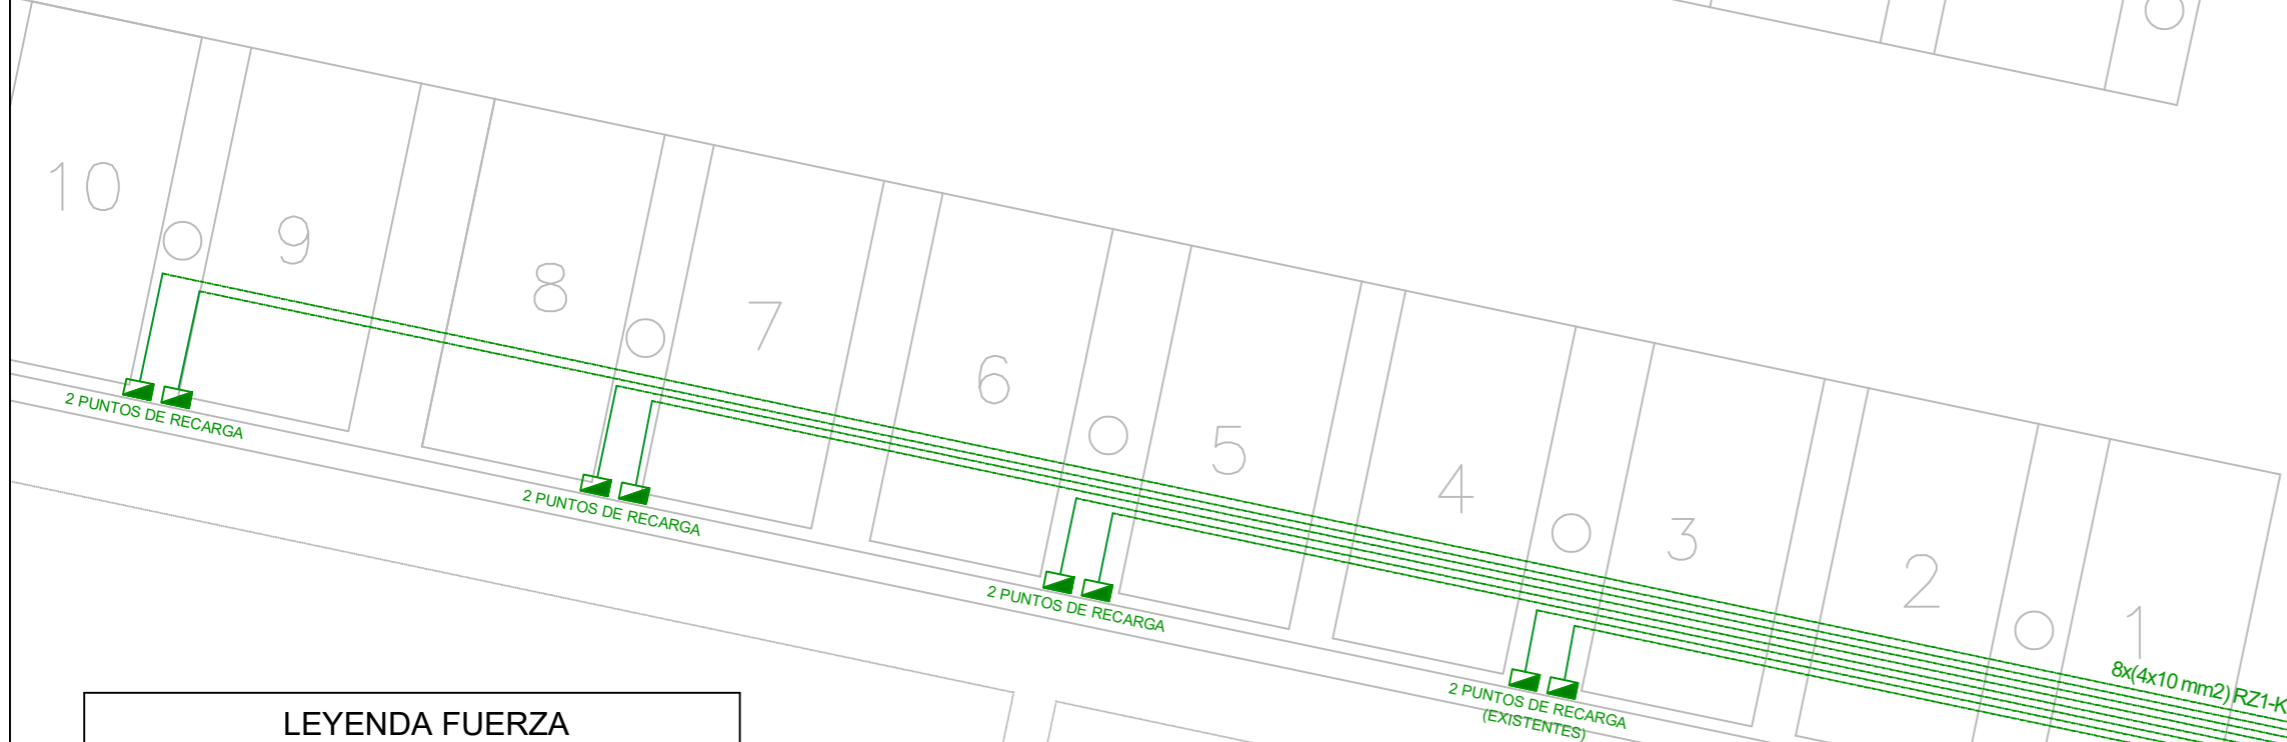 10
9
8
7
6
5
4
3
2
1
2 PUNTOS DE RECARGA
2 PUNTOS DE RECARGA
2 PUNTOS DE RECARGA
2 PUNTOS DE RECARGA
(EXISTENTES)
8x(4x10 mm2) RZ1-K
LEYENDA FUERZA